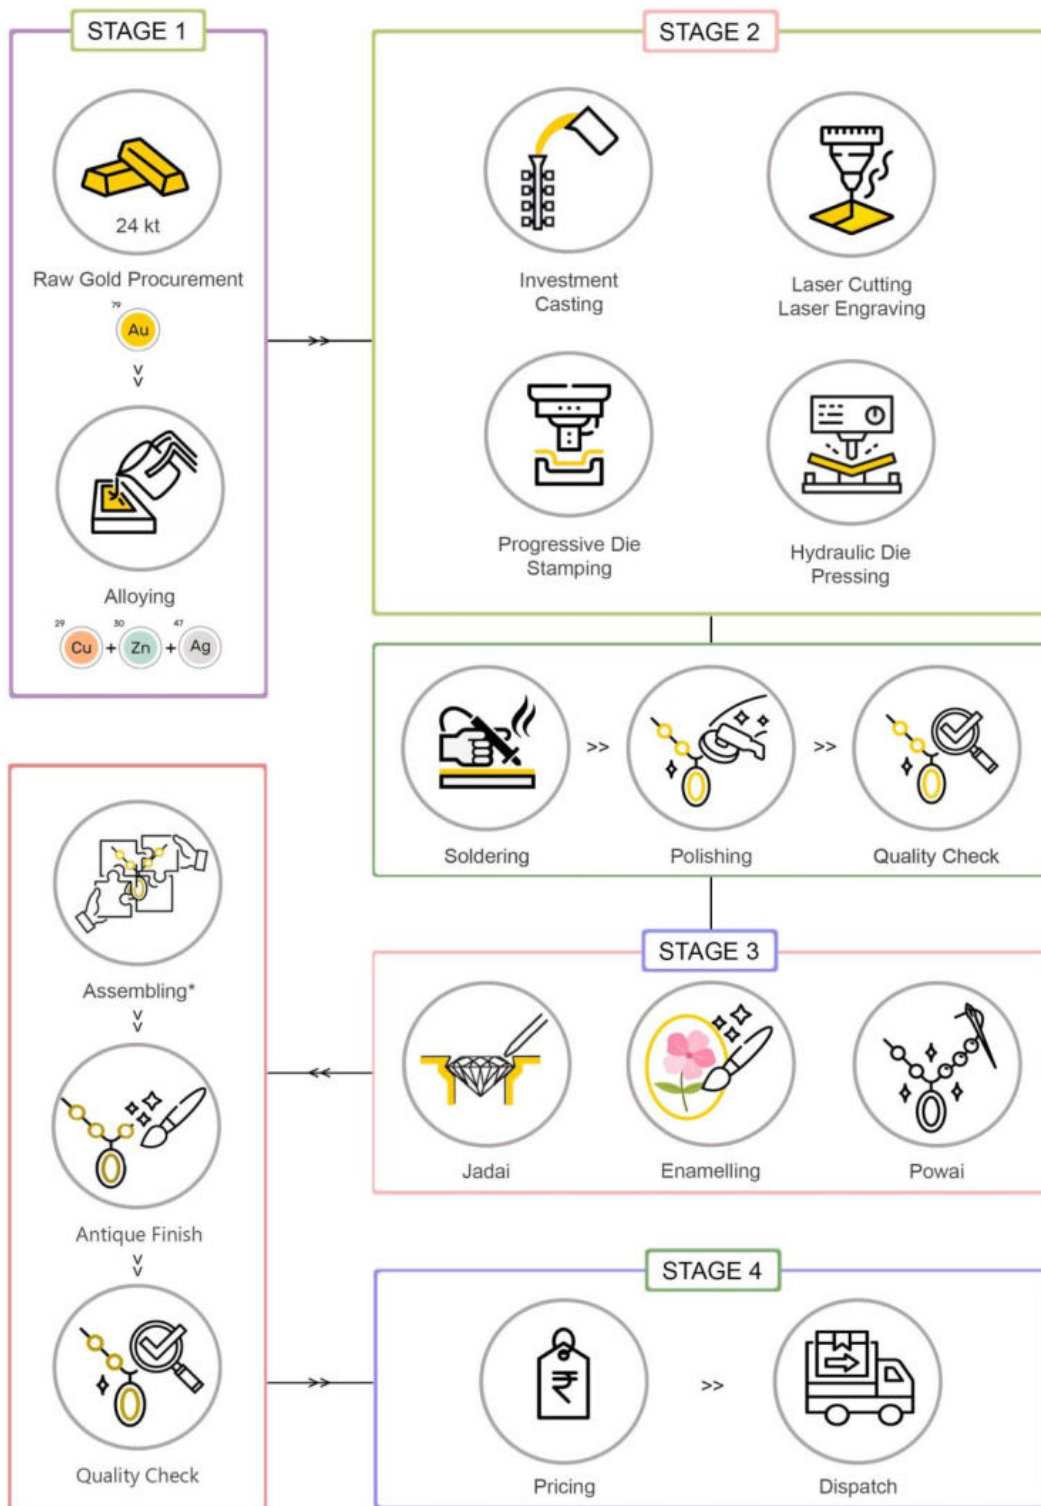 STAGE 1
24 kt
Raw Gold Procurement
79
Au
Alloying
29 30 47
Cu + Zn + Ag
>>
STAGE 2
Investment
Casting
Laser Cutting
Laser Engraving
Progressive Die
Stamping
Hydraulic Die
Pressing
>> >>
Soldering Polishing Quality Check
STAGE 3
Jadai Enamelling Powai
<<
Assembling*
Antique Finish
Quality Check
>>
STAGE 4
₹
>>
Pricing Dispatch